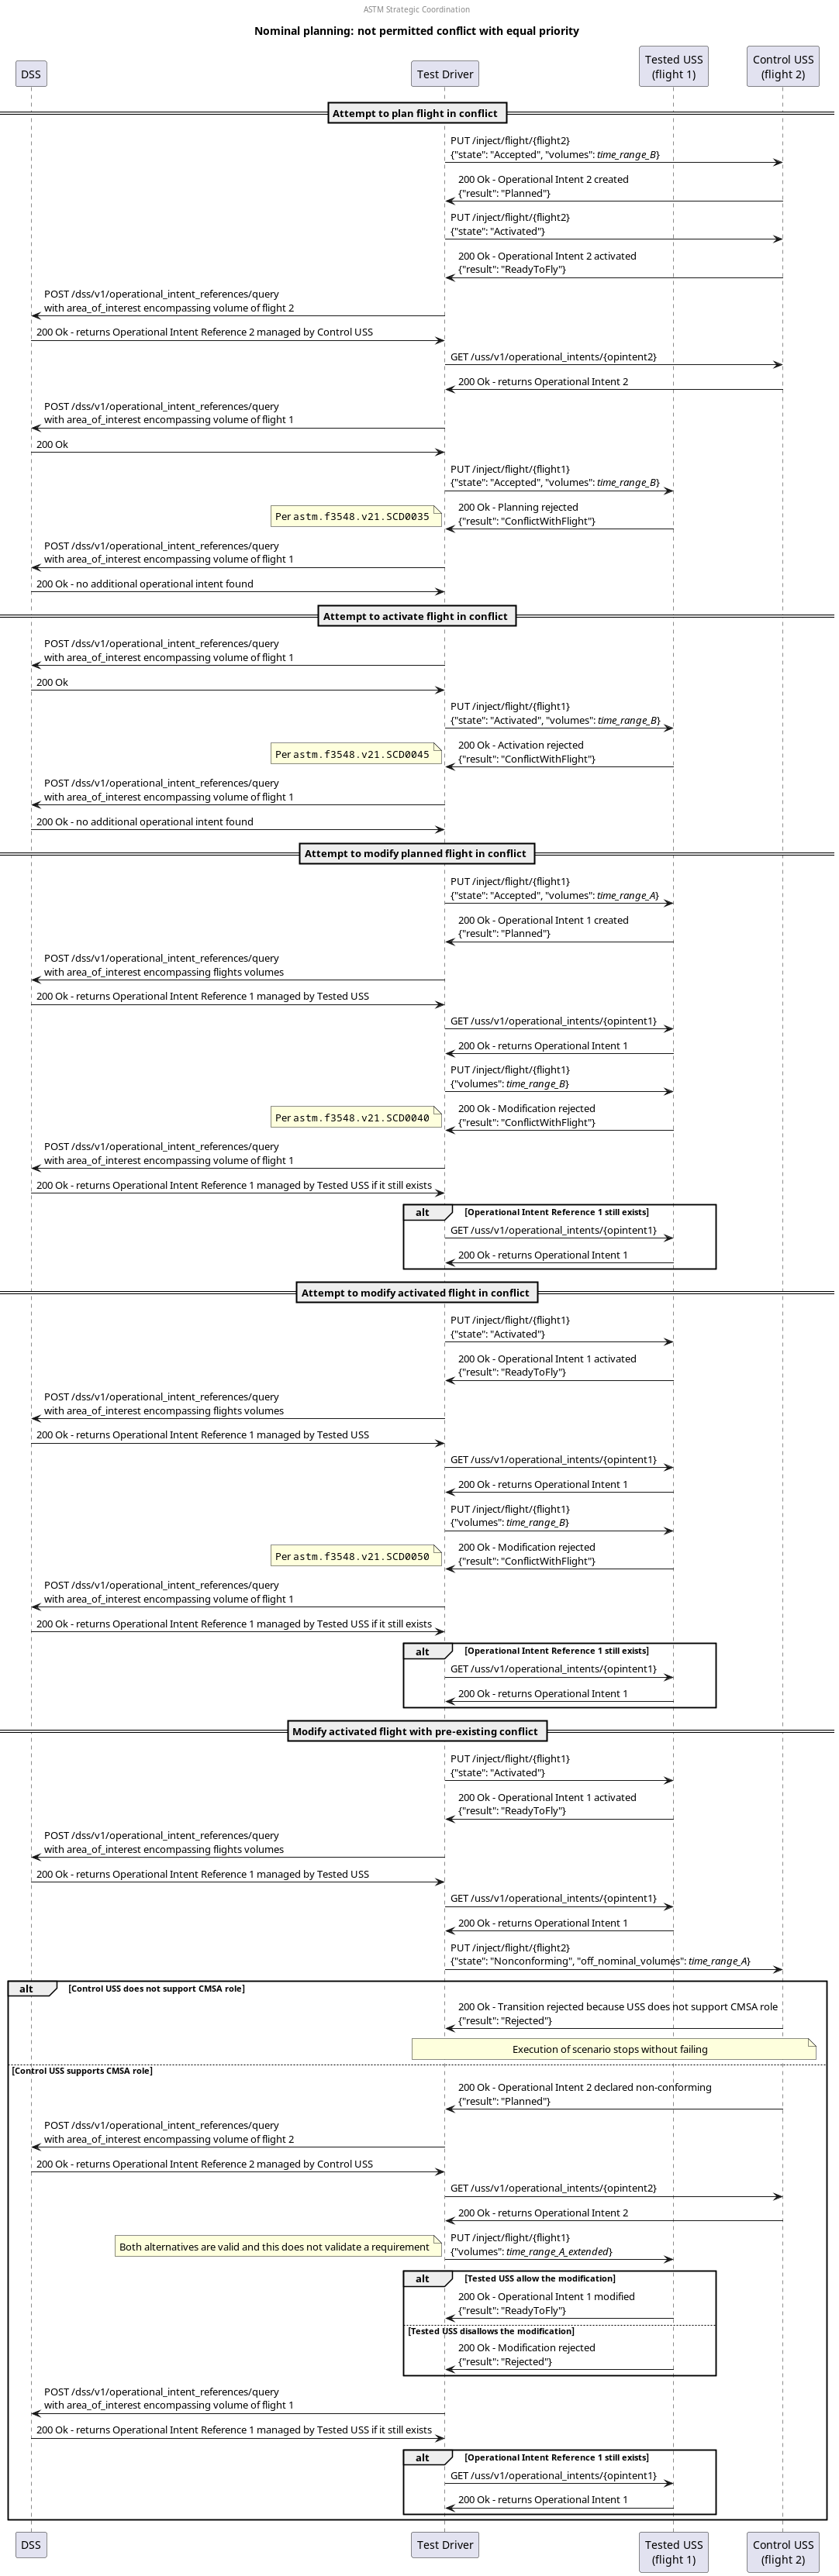 ASTM Strategic Coordination
Nominal planning: not permitted conflict with equal priority
DSS
Test Driver
Tested USS
(flight 1)
Control USS
(flight 2)
Attempt to plan flight in conflict
PUT /inject/flight/{flight2}
{"state": "Accepted", "volumes": time_range_B}
200 Ok - Operational Intent 2 created
{"result": "Planned"}
PUT /inject/flight/{flight2}
{"state": "Activated"}
200 Ok - Operational Intent 2 activated
{"result": "ReadyToFly"}
POST /dss/v1/operational_intent_references/query
with area_of_interest encompassing volume of flight 2
200 Ok - returns Operational Intent Reference 2 managed by Control USS
GET /uss/v1/operational_intents/{opintent2}
200 Ok - returns Operational Intent 2
POST /dss/v1/operational_intent_references/query
with area_of_interest encompassing volume of flight 1
200 Ok
PUT /inject/flight/{flight1}
{"state": "Accepted", "volumes": time_range_B}
Per astm.f3548.v21.SCD0035
200 Ok - Planning rejected
{"result": "ConflictWithFlight"}
POST /dss/v1/operational_intent_references/query
with area_of_interest encompassing volume of flight 1
200 Ok - no additional operational intent found
Attempt to activate flight in conflict
POST /dss/v1/operational_intent_references/query
with area_of_interest encompassing volume of flight 1
200 Ok
PUT /inject/flight/{flight1}
{"state": "Activated", "volumes": time_range_B}
Per astm.f3548.v21.SCD0045
200 Ok - Activation rejected
{"result": "ConflictWithFlight"}
POST /dss/v1/operational_intent_references/query
with area_of_interest encompassing volume of flight 1
200 Ok - no additional operational intent found
Attempt to modify planned flight in conflict
PUT /inject/flight/{flight1}
{"state": "Accepted", "volumes": time_range_A}
200 Ok - Operational Intent 1 created
{"result": "Planned"}
POST /dss/v1/operational_intent_references/query
with area_of_interest encompassing flights volumes
200 Ok - returns Operational Intent Reference 1 managed by Tested USS
GET /uss/v1/operational_intents/{opintent1}
200 Ok - returns Operational Intent 1
PUT /inject/flight/{flight1}
{"volumes": time_range_B}
Per astm.f3548.v21.SCD0040
200 Ok - Modification rejected
{"result": "ConflictWithFlight"}
POST /dss/v1/operational_intent_references/query
with area_of_interest encompassing volume of flight 1
200 Ok - returns Operational Intent Reference 1 managed by Tested USS if it still exists
alt [Operational Intent Reference 1 still exists]
GET /uss/v1/operational_intents/{opintent1}
200 Ok - returns Operational Intent 1
Attempt to modify activated flight in conflict
PUT /inject/flight/{flight1}
{"state": "Activated"}
200 Ok - Operational Intent 1 activated
{"result": "ReadyToFly"}
POST /dss/v1/operational_intent_references/query
with area_of_interest encompassing flights volumes
200 Ok - returns Operational Intent Reference 1 managed by Tested USS
GET /uss/v1/operational_intents/{opintent1}
200 Ok - returns Operational Intent 1
PUT /inject/flight/{flight1}
{"volumes": time_range_B}
Per astm.f3548.v21.SCD0050
200 Ok - Modification rejected
{"result": "ConflictWithFlight"}
POST /dss/v1/operational_intent_references/query
with area_of_interest encompassing volume of flight 1
200 Ok - returns Operational Intent Reference 1 managed by Tested USS if it still exists
alt [Operational Intent Reference 1 still exists]
GET /uss/v1/operational_intents/{opintent1}
200 Ok - returns Operational Intent 1
Modify activated flight with pre-existing conflict
PUT /inject/flight/{flight1}
{"state": "Activated"}
200 Ok - Operational Intent 1 activated
{"result": "ReadyToFly"}
POST /dss/v1/operational_intent_references/query
with area_of_interest encompassing flights volumes
200 Ok - returns Operational Intent Reference 1 managed by Tested USS
GET /uss/v1/operational_intents/{opintent1}
200 Ok - returns Operational Intent 1
PUT /inject/flight/{flight2}
{"state": "Nonconforming", "off_nominal_volumes": time_range_A}
alt [Control USS does not support CMSA role]
200 Ok - Transition rejected because USS does not support CMSA role
{"result": "Rejected"}
Execution of scenario stops without failing
[Control USS supports CMSA role]
200 Ok - Operational Intent 2 declared non-conforming
{"result": "Planned"}
POST /dss/v1/operational_intent_references/query
with area_of_interest encompassing volume of flight 2
200 Ok - returns Operational Intent Reference 2 managed by Control USS
GET /uss/v1/operational_intents/{opintent2}
200 Ok - returns Operational Intent 2
Both alternatives are valid and this does not validate a requirement
PUT /inject/flight/{flight1}
{"volumes": time_range_A_extended}
alt [Tested USS allow the modification]
200 Ok - Operational Intent 1 modified
{"result": "ReadyToFly"}
[Tested USS disallows the modification]
200 Ok - Modification rejected
{"result": "Rejected"}
POST /dss/v1/operational_intent_references/query
with area_of_interest encompassing volume of flight 1
200 Ok - returns Operational Intent Reference 1 managed by Tested USS if it still exists
alt [Operational Intent Reference 1 still exists]
GET /uss/v1/operational_intents/{opintent1}
200 Ok - returns Operational Intent 1
DSS
Test Driver
Tested USS
(flight 1)
Control USS
(flight 2)